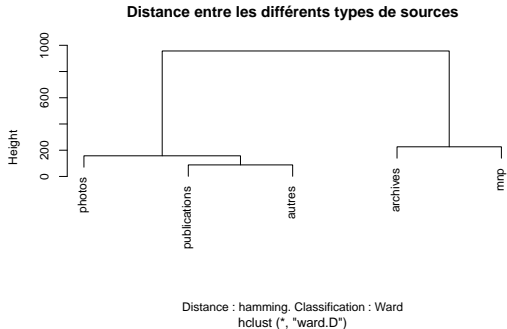 Distance entre les différents types de sources
Height
0
200
600
1000
photos
publications
autres
archives
mnp
Distance : hamming. Classification : Ward
hclust (*, "ward.D")